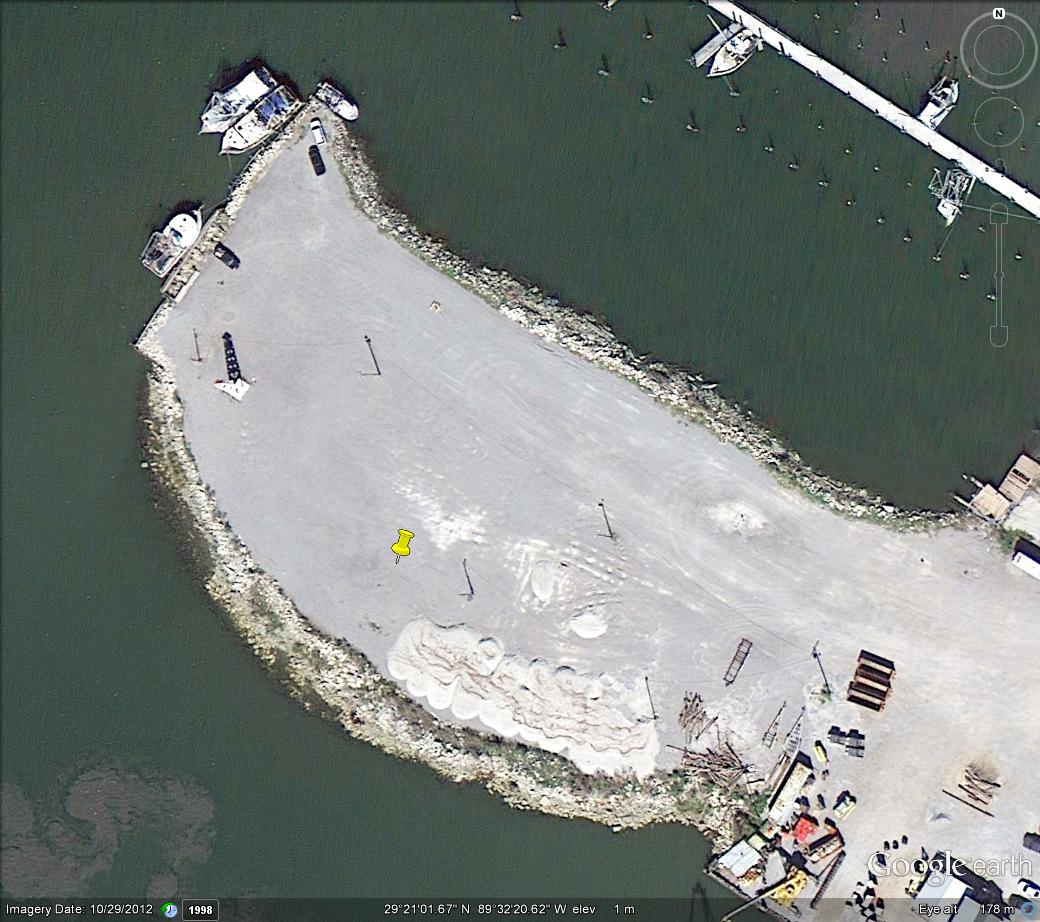 N
Google earth
Imagery Date: 10/29/2012
1998
29°21'01.67" N 89°32'20.62" W elev 1 m
Eye alt 178 m